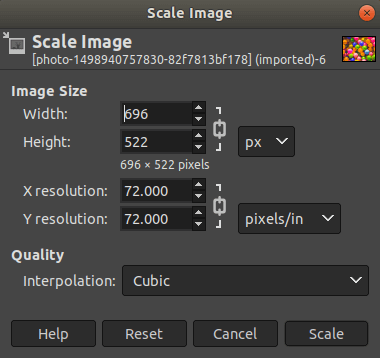 Scale Image
Scale Image
[photo-1498940757830-82f7813bf178] (imported)-6
Image Size
Width: 696
Height: 522 px
696 × 522 pixels
X resolution: 72.000
Y resolution: 72.000 pixels/in
Quality
Interpolation: Cubic
Help Reset Cancel Scale